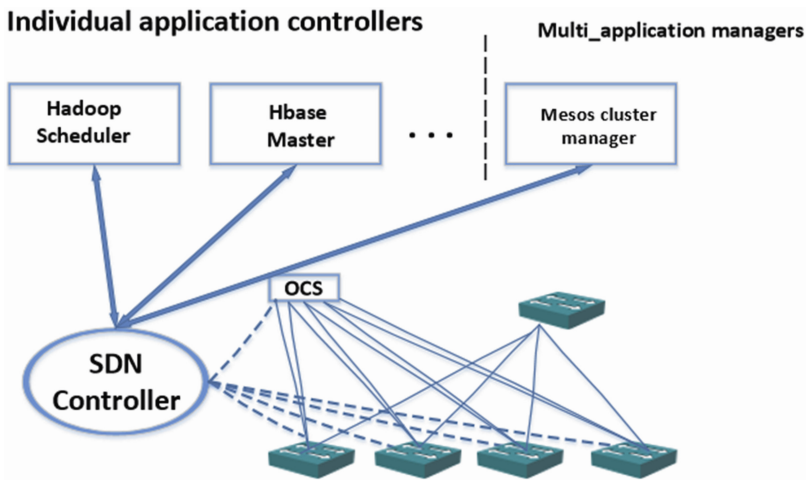 Individual application controllers
Multi_application managers
Hadoop
Scheduler
Hbase
Master
...
Mesos cluster
manager
OCS
SDN
Controller